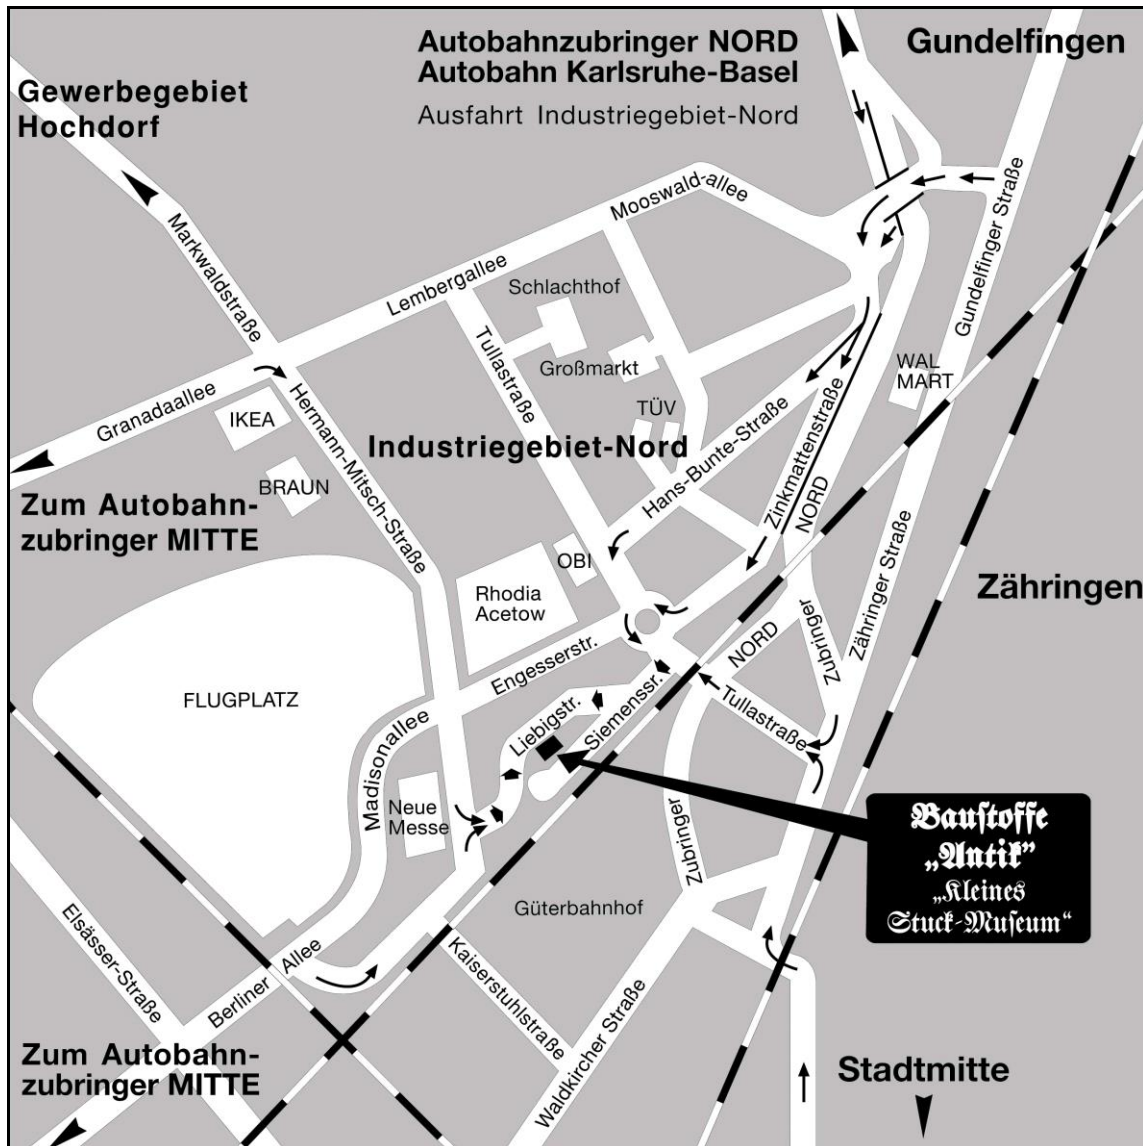 Autobahnzubringer NORD
Autobahn Karlsruhe-Basel
Ausfahrt Industriegebiet-Nord
Gundelfingen
Gewerbegebiet
Hochdorf
Mooswald-allee
Gundelfinger Straße
Markwaldstraße
Lembergallee
Schlachthof
Tullastraße
Großmarkt
WAL
MART
Granadaallee
IKEA
Hermann-Mitsch-Straße
TÜV
Industriegebiet-Nord
Hans-Bunte-Straße
Zinkmattenstraße
NORD
BRAUN
Zum Autobahn-
zubringer MITTE
OBI
Rhodia
Acetow
Zähringer Straße
Zähringen
Zubringer
NORD
Engesserstr.
FLUGPLATZ
Madisonallee
Liebigstr.
Siemenssr.
Tullastraße
Neue
Messe
Zubringer
Bauſtoffe
„Antik”
„Kleines
Stuck-Muſeum“
Güterbahnhof
Elsässer-Straße
Berliner Allee
Kaiserstuhlstraße
Waldkircher Straße
Zum Autobahn-
zubringer MITTE
Stadtmitte